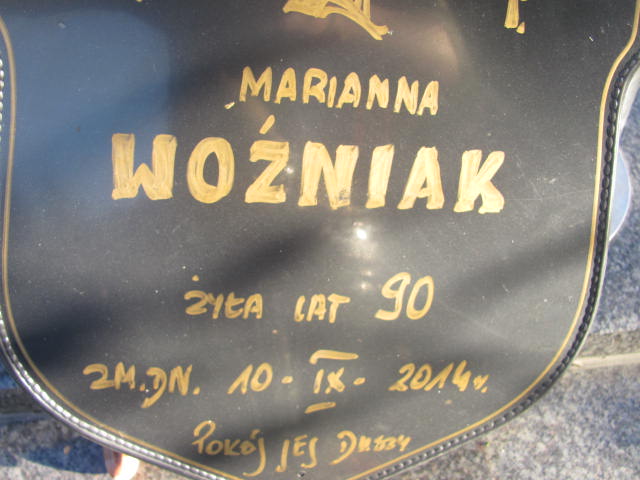 MARIANNA
WOŹNIAK
ŻYŁA LAT 90
ZM. DN. 10-IX-2014 r.
POKÓJ JEJ DUSZY